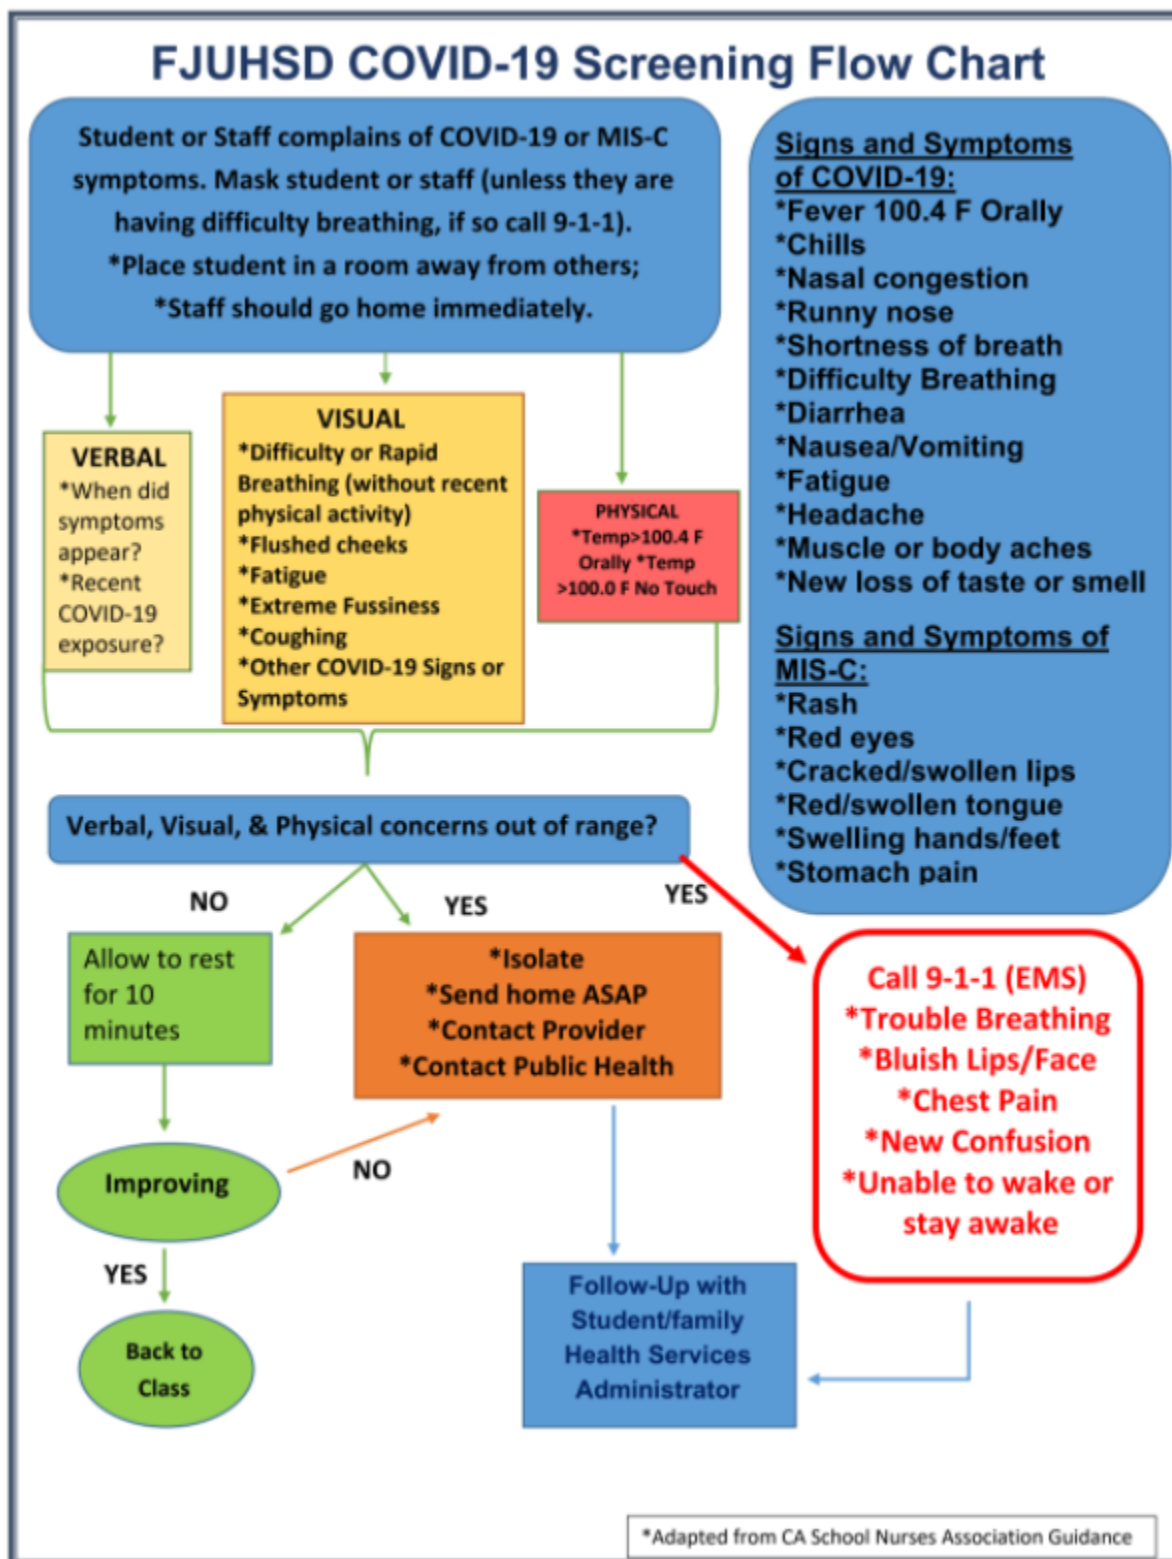 FJUHSD COVID-19 Screening Flow Chart
Student or Staff complains of COVID-19 or MIS-C
symptoms. Mask student or staff (unless they are
having difficulty breathing, if so call 9-1-1).
*Place student in a room away from others;
*Staff should go home immediately.
Signs and Symptoms
of COVID-19:
*Fever 100.4 F Orally
*Chills
*Nasal congestion
*Runny nose
*Shortness of breath
*Difficulty Breathing
*Diarrhea
*Nausea/Vomiting
*Fatigue
*Headache
*Muscle or body aches
*New loss of taste or smell
Signs and Symptoms of
MIS-C:
*Rash
*Red eyes
*Cracked/swollen lips
*Red/swollen tongue
*Swelling hands/feet
*Stomach pain
VERBAL
*When did
symptoms
appear?
*Recent
COVID-19
exposure?
VISUAL
*Difficulty or Rapid
Breathing (without recent
physical activity)
*Flushed cheeks
*Fatigue
*Extreme Fussiness
*Coughing
*Other COVID-19 Signs or
Symptoms
PHYSICAL
*Temp>100.4 F
Orally *Temp
>100.0 F No Touch
Verbal, Visual, & Physical concerns out of range?
NO
YES
YES
Allow to rest
for 10
minutes
*Isolate
*Send home ASAP
*Contact Provider
*Contact Public Health
Call 9-1-1 (EMS)
*Trouble Breathing
*Bluish Lips/Face
*Chest Pain
*New Confusion
*Unable to wake or
stay awake
Improving
NO
YES
Back to
Class
Follow-Up with
Student/family
Health Services
Administrator
*Adapted from CA School Nurses Association Guidance